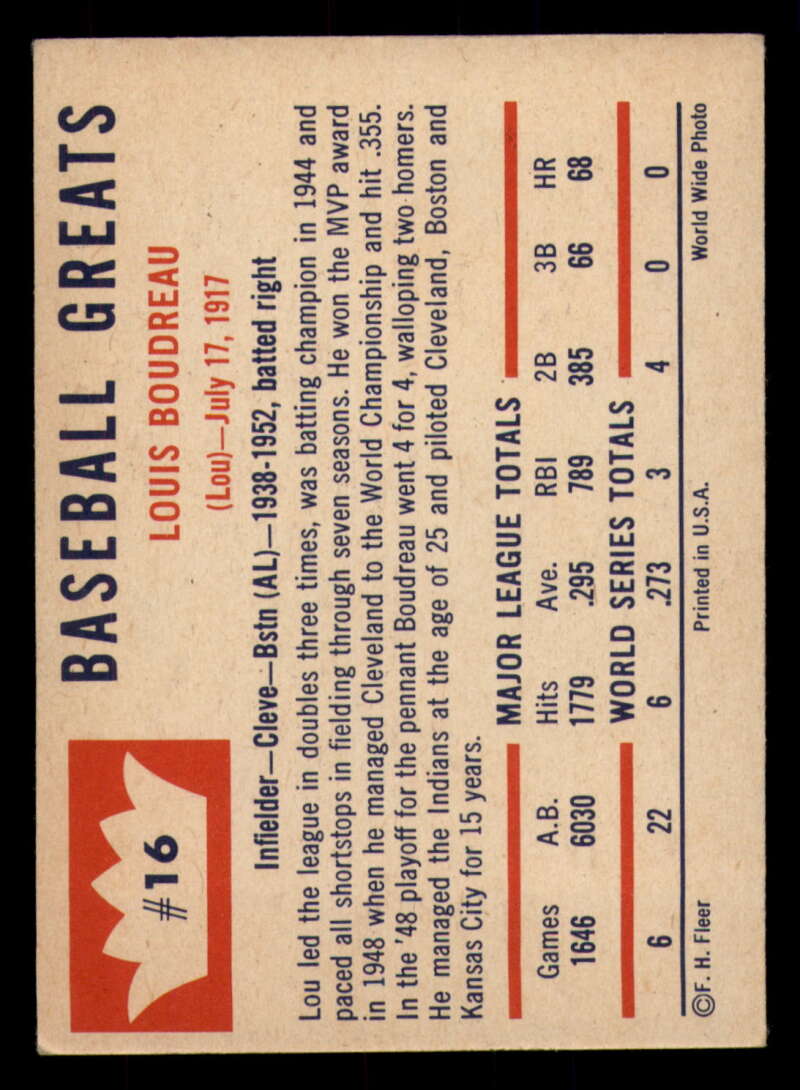 #16
BASEBALL GREATS
LOUIS BOUDREAU
(Lou)—July 17, 1917
Infielder—Cleve—Bstn (AL)—1938-1952, batted right
Lou led the league in doubles three times, was batting champion in 1944 and
paced all shortstops in fielding through seven seasons. He won the MVP award
in 1948 when he managed Cleveland to the World Championship and hit .355.
In the '48 playoff for the pennant Boudreau went 4 for 4, walloping two homers.
He managed the Indians at the age of 25 and piloted Cleveland, Boston and
Kansas City for 15 years.
MAJOR LEAGUE TOTALS
Games A.B. Hits Ave. RBI 2B 3B HR
1646 6030 1779 .295 789 385 66 68
WORLD SERIES TOTALS
6 22 6 .273 3 4 0 0
©F. H. Fleer Printed in U.S.A. World Wide Photo